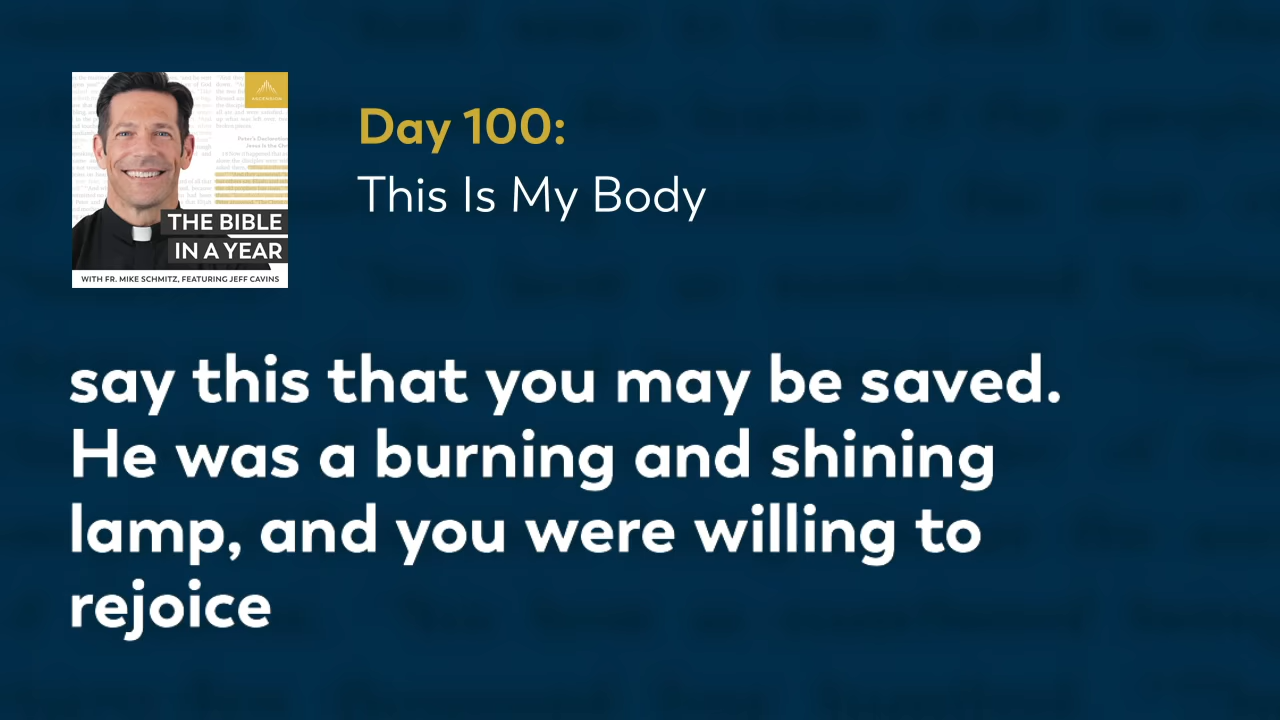 ASCENSION
THE BIBLE
IN A YEAR
WITH FR. MIKE SCHMITZ, FEATURING JEFF CAVINS
Day 100:
This Is My Body
say this that you may be saved.
He was a burning and shining
lamp, and you were willing to
rejoice